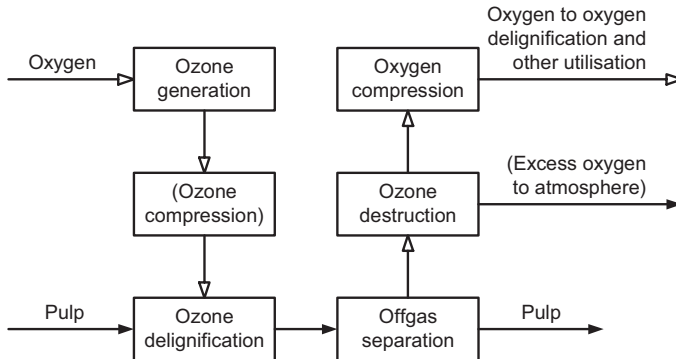 Oxygen
Ozone
generation
Oxygen
compression
Oxygen to oxygen
delignification and
other utilisation
(Ozone
compression)
Ozone
destruction
(Excess oxygen
to atmosphere)
Pulp
Ozone
delignification
Offgas
separation
Pulp